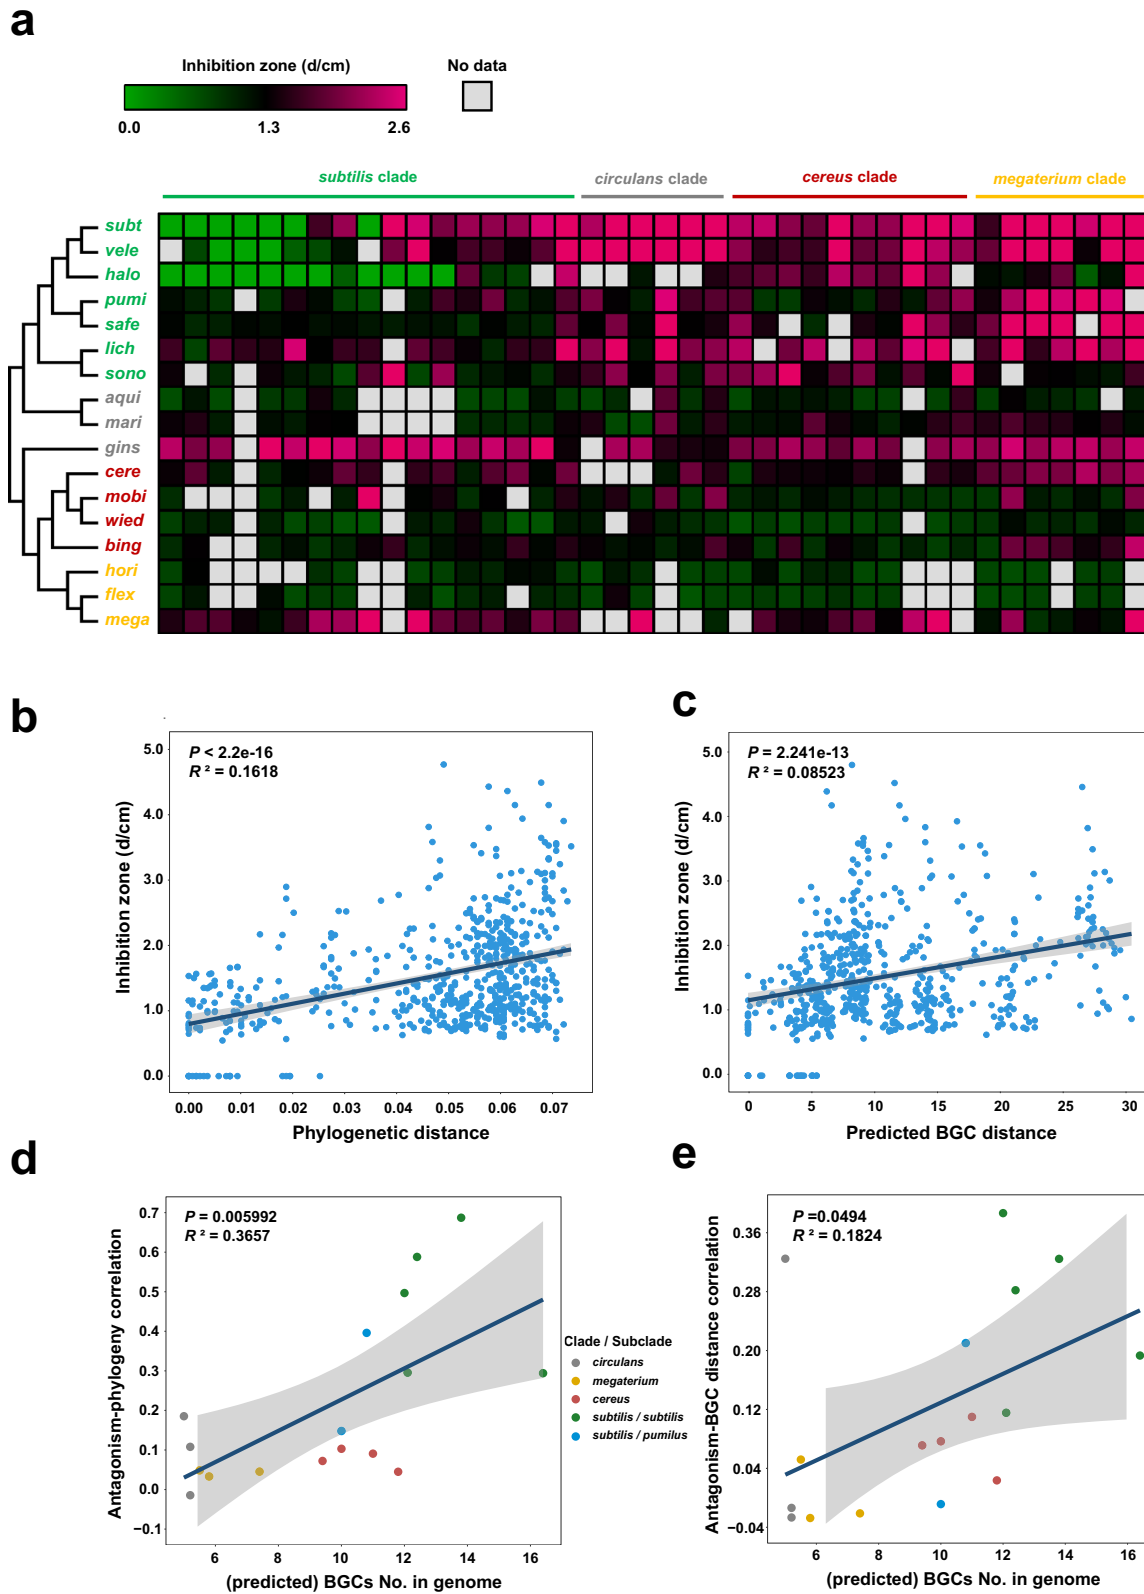 a
Inhibition zone (d/cm)
No data
0.0
1.3
2.6
subtilis clade
circulans clade
cereus clade
megaterium clade
subt
vele
halo
pumi
safe
lich
sono
aqui
mari
gins
cere
mobi
wied
bing
hori
flex
mega
b
P < 2.2e-16
R² = 0.1618
Inhibition zone (d/cm)
5.0
4.0
3.0
2.0
1.0
0.0
0.00
0.01
0.02
0.03
0.04
0.05
0.06
0.07
Phylogenetic distance
c
P = 2.241e-13
R² = 0.08523
Inhibition zone (d/cm)
5.0
4.0
3.0
2.0
1.0
0.0
0
5
10
15
20
25
30
Predicted BGC distance
d
P = 0.005992
R² = 0.3657
Antagonism-phylogeny correlation
0.7
0.6
0.5
0.4
0.3
0.2
0.1
0.0
−0.1
6
8
10
12
14
16
(predicted) BGCs No. in genome
Clade / Subclade
circulans
megaterium
cereus
subtilis / subtilis
subtilis / pumilus
e
P =0.0494
R² = 0.1824
Antagonism-BGC distance correlation
0.36
0.28
0.20
0.12
0.04
−0.04
6
8
10
12
14
16
(predicted) BGCs No. in genome